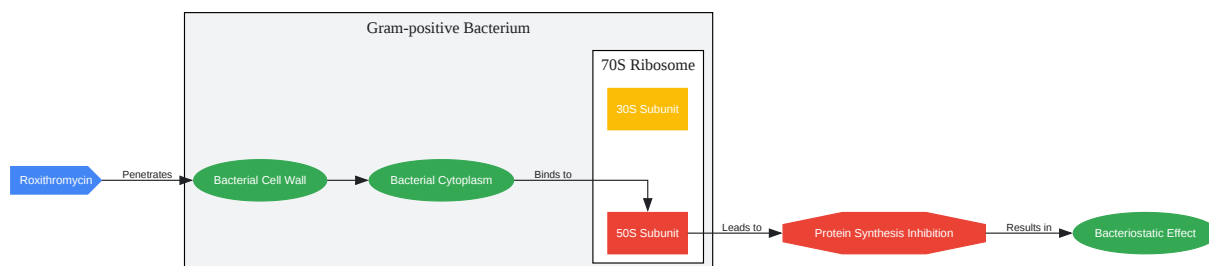 Gram-positive Bacterium
70S Ribosome
30S Subunit
Roxithromycin
Penetrates
Bacterial Cell Wall
Bacterial Cytoplasm
Binds to
50S Subunit
Leads to
Protein Synthesis Inhibition
Results in
Bacteriostatic Effect